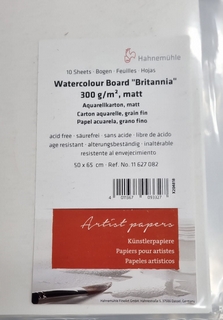 Hahnemühle
10 Sheets · Bogen · Feuilles · Hojas
Watercolour Board "Britannia"
300 g/m², matt
Aquarellkarton, matt
Carton aquarelle, grain fin
Papel acuarela, grano fino
acid free · säurefrei · sans acide · libre de ácido
age resistant · alterungsbeständig · inaltérable
resistente al envejecimiento
50 x 65 cm · Ref. No. 11 627 082
Artist papers
Künstlerpapiere
Papiers pour artistes
Papeles artísticos